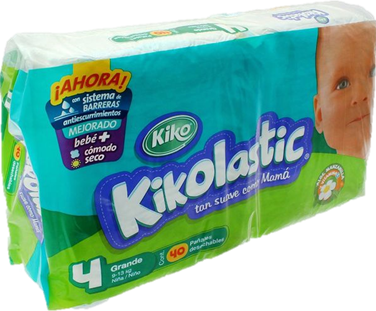 ¡AHORA!
con sistema de
BARRERAS
antiescurrimientos
MEJORADO
bebé +
cómodo
seco
Kiko
Kikolastic
tan suave como Mamá
4 Grande
Niña / Niño
Cont. 40 Pañales
desechables